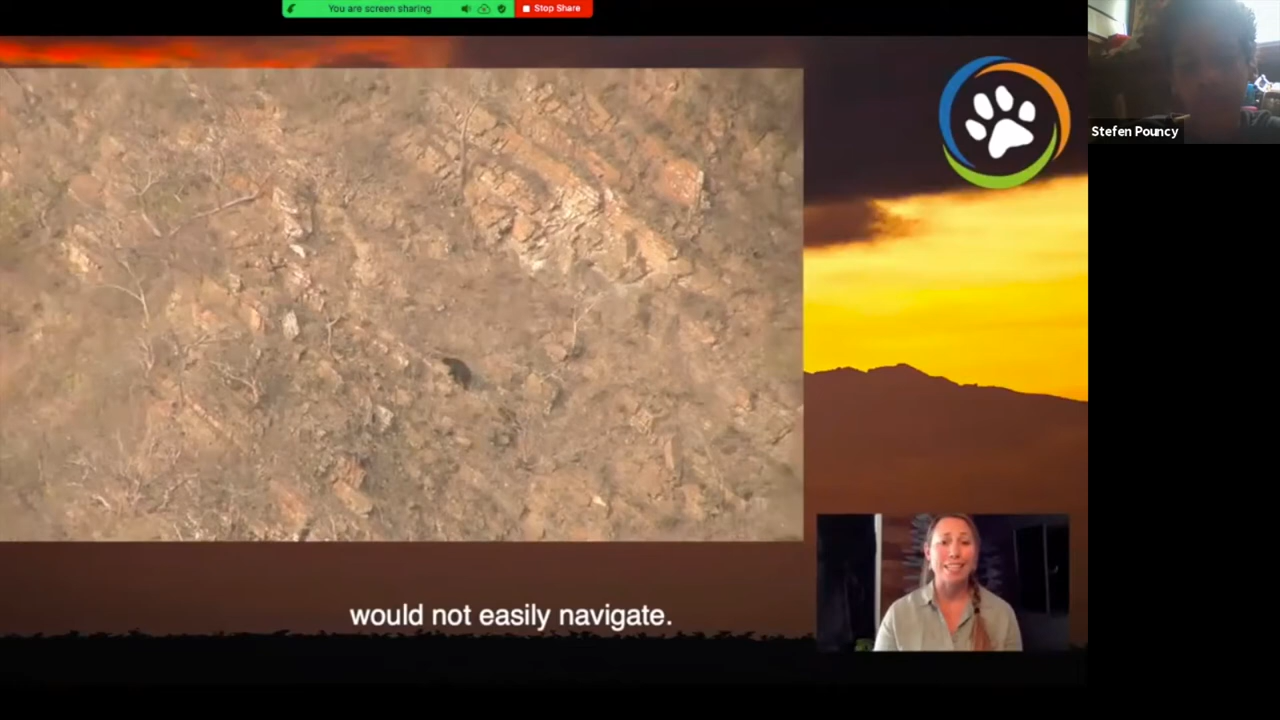 You are screen sharing
Stop Share
Stefen Pouncy
would not easily navigate.